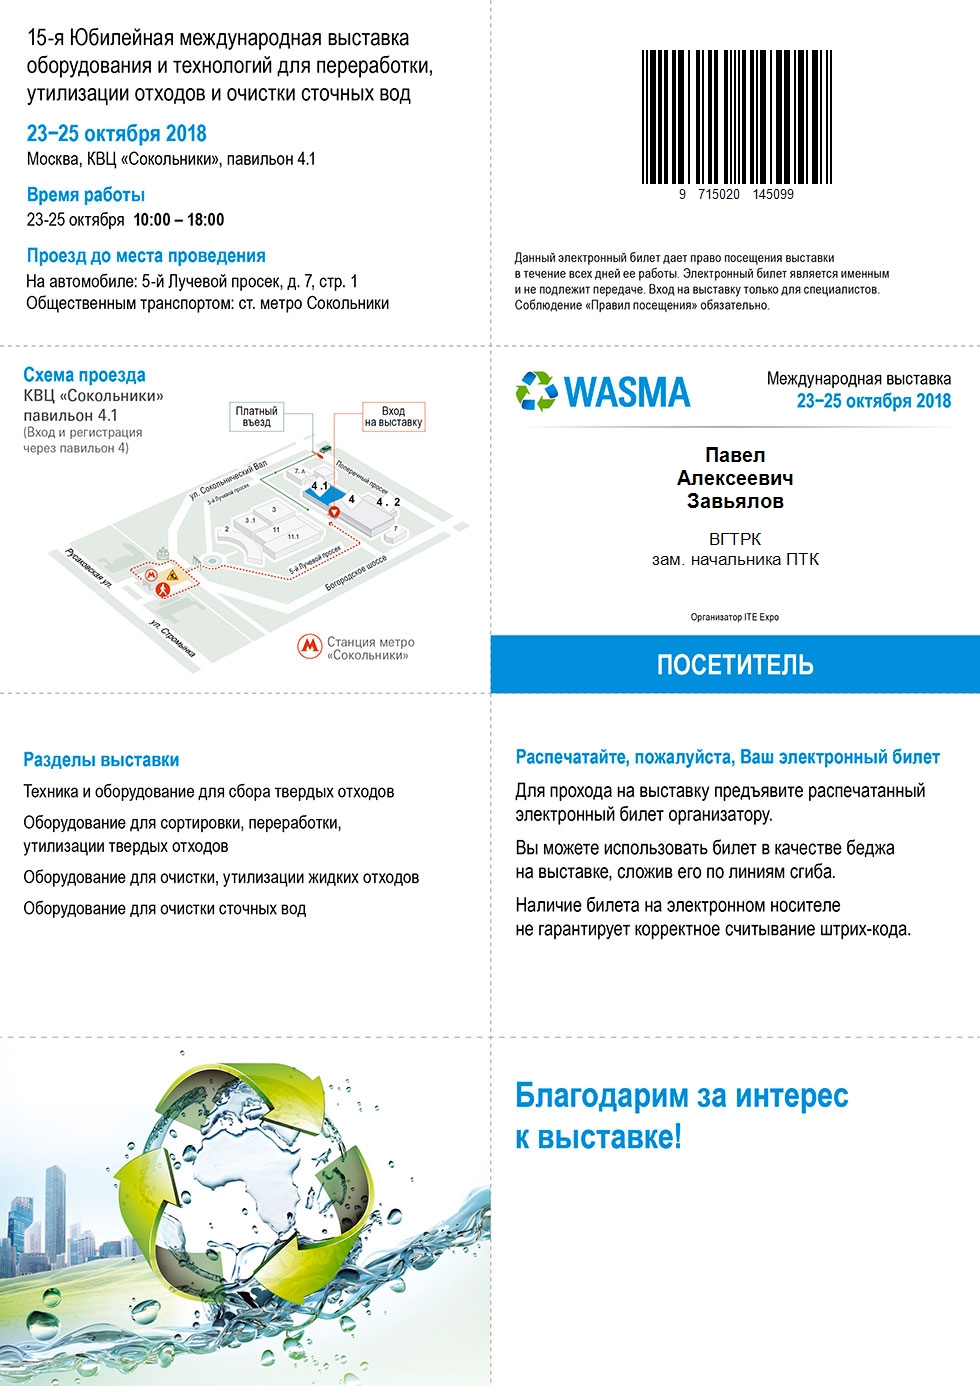 15-я Юбилейная международная выставка
оборудования и технологий для переработки,
утилизации отходов и очистки сточных вод
23–25 октября 2018
Москва, КВЦ «Сокольники», павильон 4.1
Время работы
23-25 октября 10:00 – 18:00
Проезд до места проведения
На автомобиле: 5-й Лучевой просек, д. 7, стр. 1
Общественным транспортом: ст. метро Сокольники
9 715020 145099
Данный электронный билет дает право посещения выставки
в течение всех дней ее работы. Электронный билет является именным
и не подлежит передаче. Вход на выставку только для специалистов.
Соблюдение «Правил посещения» обязательно.
Схема проезда
КВЦ «Сокольники»
павильон 4.1
(Вход и регистрация
через павильон 4)
Платный
въезд
Вход
на выставку
ул. Сокольнический Вал
3-й Лучевой просек
Поперечный просек
7. А
4.1
4
4. 2
7
3
3.1
2
11
11.1
5-й Лучевой просек
Богородское шоссе
Русаковская ул.
ул. Стромынка
М
М
Станция метро
«Сокольники»
WASMA
Международная выставка
23–25 октября 2018
Павел
Алексеевич
Завьялов
ВГТРК
зам. начальника ПТК
Организатор ITE Expo
ПОСЕТИТЕЛЬ
Разделы выставки
Техника и оборудование для сбора твердых отходов
Оборудование для сортировки, переработки,
утилизации твердых отходов
Оборудование для очистки, утилизации жидких отходов
Оборудование для очистки сточных вод
Распечатайте, пожалуйста, Ваш электронный билет
Для прохода на выставку предъявите распечатанный
электронный билет организатору.
Вы можете использовать билет в качестве беджа
на выставке, сложив его по линиям сгиба.
Наличие билета на электронном носителе
не гарантирует корректное считывание штрих-кода.
Благодарим за интерес
к выставке!